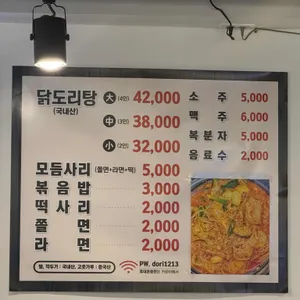 닭도리탕 (국내산)
大 (4인) 42,000
中 (3인) 38,000
小 (2인) 32,000
모둠사리 (쫄면+라면+떡) 5,000
볶음밥 3,000
떡사리 2,000
쫄면 2,000
라면 2,000
소주 5,000
맥주 6,000
복분자 5,000
음료수 2,000
쌀, 깍두기 : 국내산, 고춧가루 : 중국산
PW. dori1213